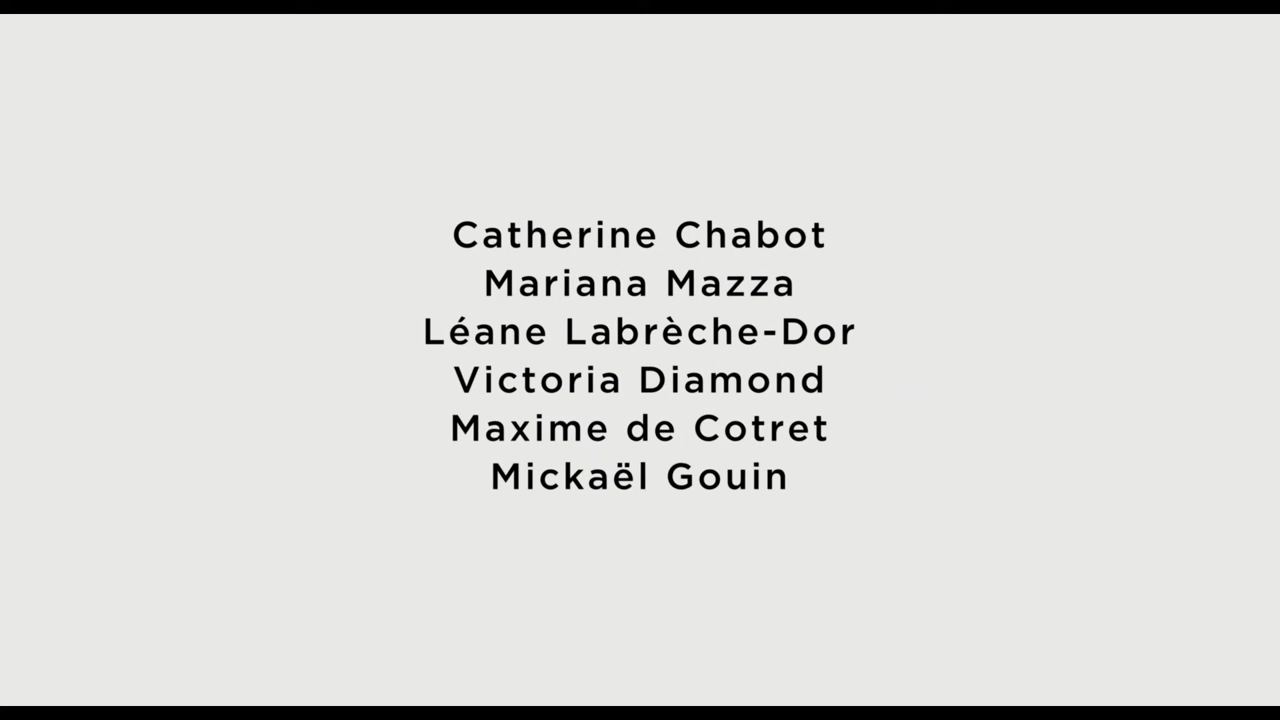 Catherine Chabot
Mariana Mazza
Léane Labrèche-Dor
Victoria Diamond
Maxime de Cotret
Mickaël Gouin